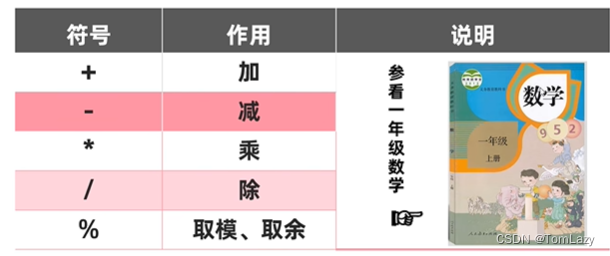 符号 作用 说明
+ 加
- 减
* 乘
/ 除
% 取模、取余
参看一年级数学
☞
数学
9 5 2
一年级
上册
CSDN @TomLazy